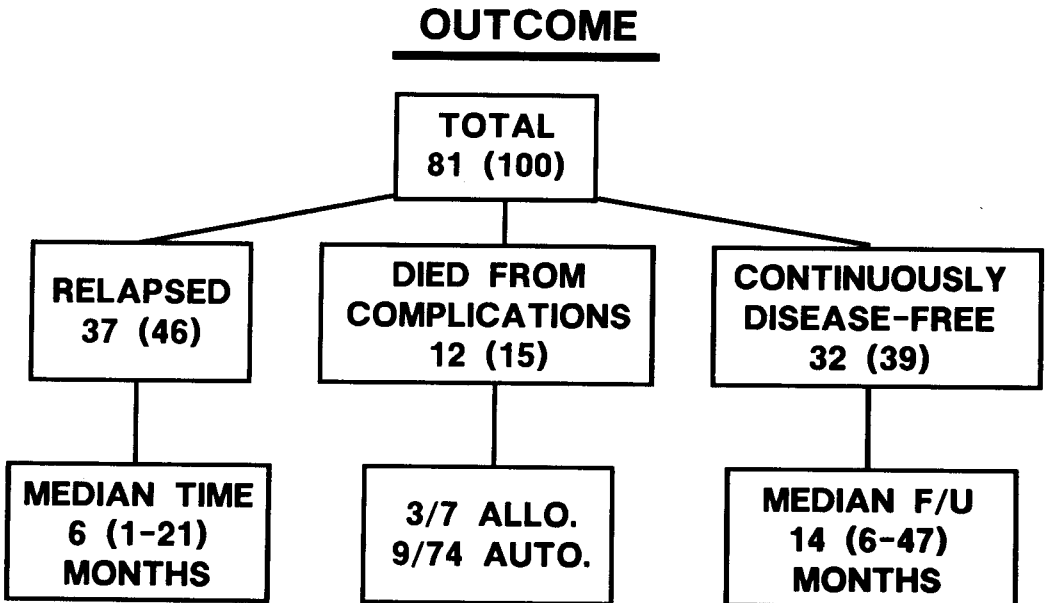 OUTCOME
TOTAL
81 (100)
RELAPSED
37 (46)
DIED FROM
COMPLICATIONS
12 (15)
CONTINUOUSLY
DISEASE-FREE
32 (39)
MEDIAN TIME
6 (1-21)
MONTHS
3/7 ALLO.
9/74 AUTO.
MEDIAN F/U
14 (6-47)
MONTHS